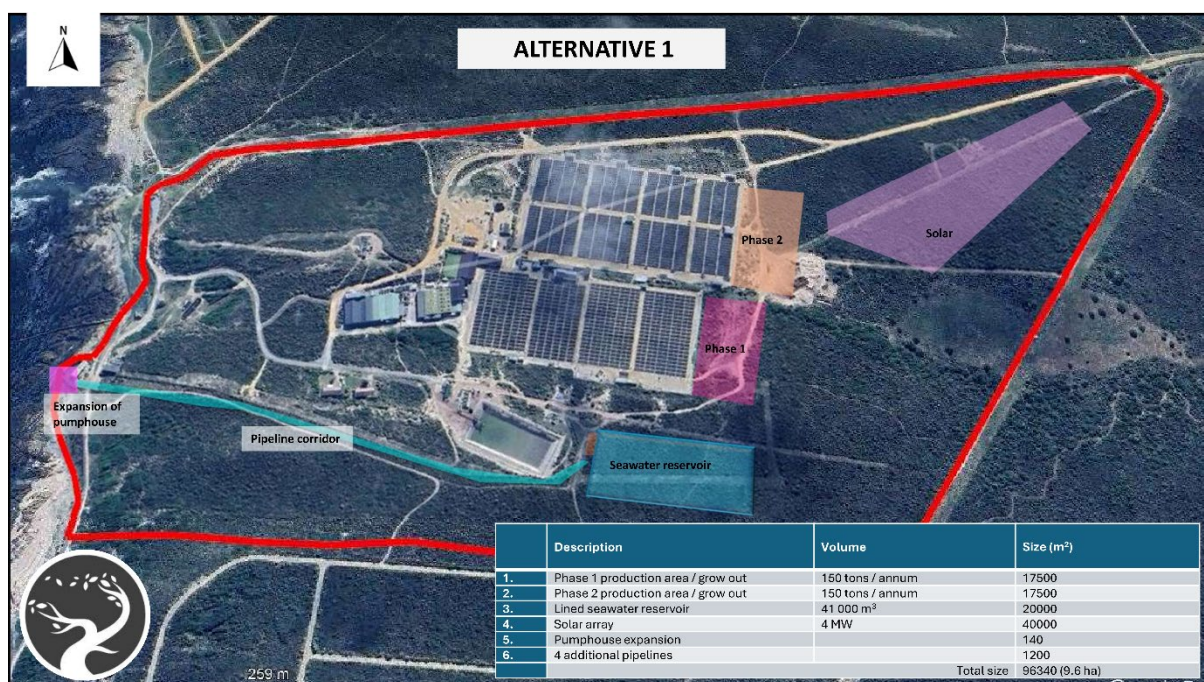 N
ALTERNATIVE 1
Phase 2
Solar
Phase 1
Expansion of
pumphouse
Pipeline corridor
Seawater reservoir
Description Volume Size (m²)
1. Phase 1 production area / grow out 150 tons / annum 17500
2. Phase 2 production area / grow out 150 tons / annum 17500
3. Lined seawater reservoir 41 000 m³ 20000
4. Solar array 4 MW 40000
5. Pumphouse expansion 140
6. 4 additional pipelines 1200
Total size 96340 (9.6 ha)
259 m